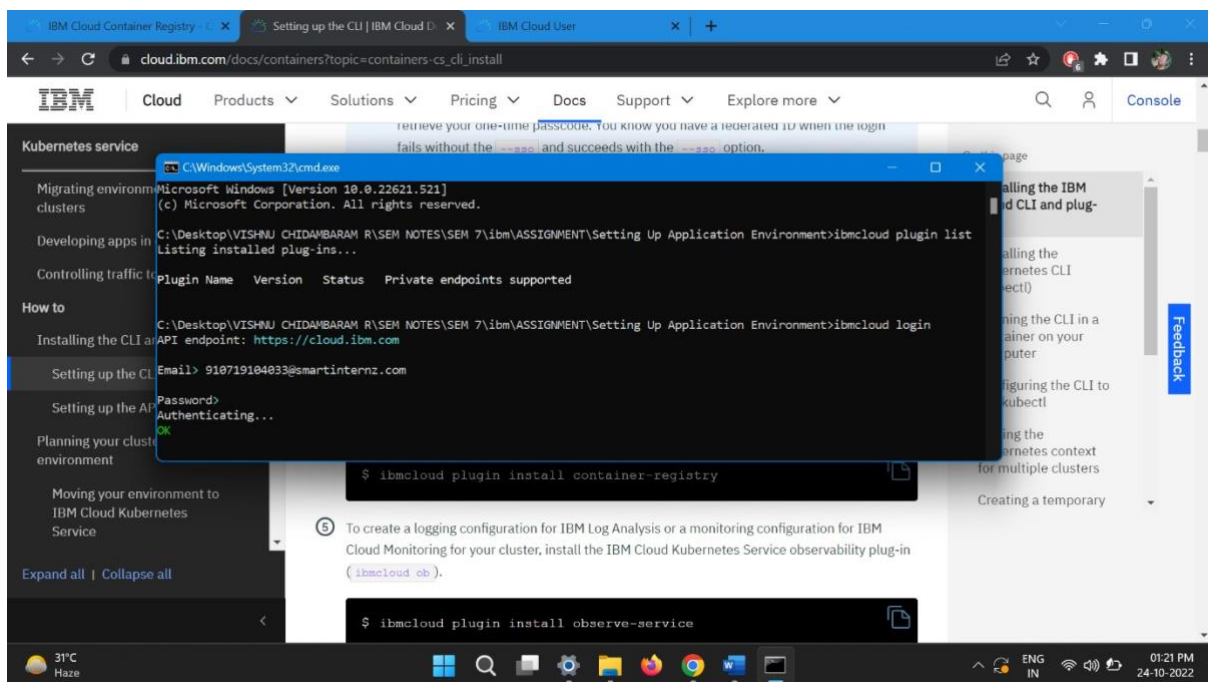 IBM Cloud Container Registry - C
Setting up the CLI | IBM Cloud D
IBM Cloud User
cloud.ibm.com/docs/containers?topic=containers-cs_cli_install
6
IBM Cloud Products Solutions Pricing Docs Support Explore more Console
Kubernetes service
Migrating environm
clusters
Developing apps in
Controlling traffic to
How to
Installing the CLI an
Setting up the CL
Setting up the AP
Planning your cluste
environment
Moving your environment to
IBM Cloud Kubernetes
Service
Expand all | Collapse all
retrieve your one-time passcode. You know you have a federated ID when the login
fails without the --sso and succeeds with the --sso option.
C:\Windows\System32\cmd.exe
Microsoft Windows [Version 10.0.22621.521]
(c) Microsoft Corporation. All rights reserved.
C:\Desktop\VISHNU CHIDAMBARAM R\SEM NOTES\SEM 7\ibm\ASSIGNMENT\Setting Up Application Environment>ibmcloud plugin list
Listing installed plug-ins...
Plugin Name Version Status Private endpoints supported
C:\Desktop\VISHNU CHIDAMBARAM R\SEM NOTES\SEM 7\ibm\ASSIGNMENT\Setting Up Application Environment>ibmcloud login
API endpoint: https://cloud.ibm.com
Email> 910719104033@smartinternz.com
Password>
Authenticating...
OK
$ ibmcloud plugin install container-registry
5 To create a logging configuration for IBM Log Analysis or a monitoring configuration for IBM
Cloud Monitoring for your cluster, install the IBM Cloud Kubernetes Service observability plug-in
(ibmcloud ob).
$ ibmcloud plugin install observe-service
page
alling the IBM
d CLI and plug-
alling the
ernetes CLI
ectl)
ning the CLI in a
ainer on your
puter
figuring the CLI to
kubectl
ing the
ernetes context
for multiple clusters
Creating a temporary
Feedback
31°C
Haze
ENG
IN
01:21 PM
24-10-2022